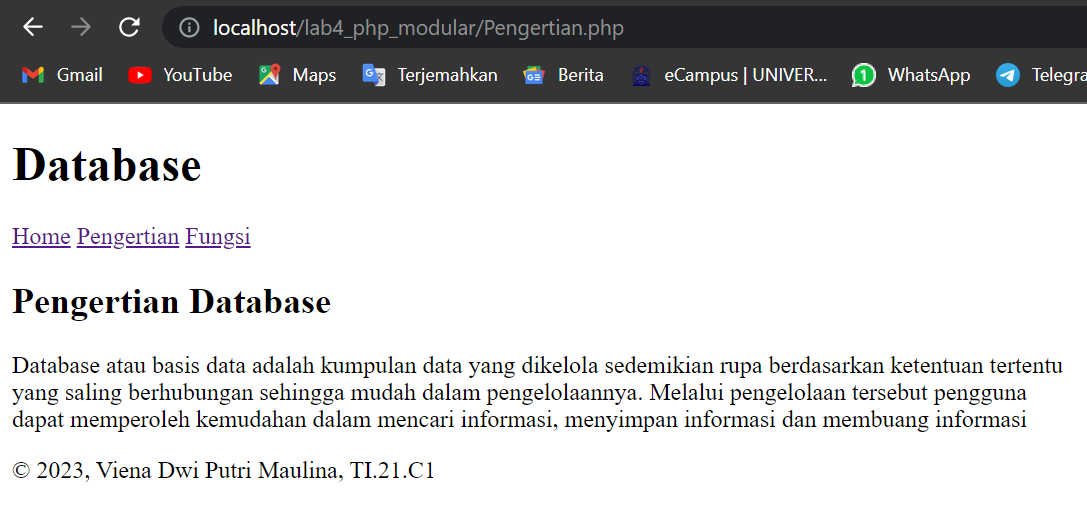 localhost/lab4_php_modular/Pengertian.php
Gmail YouTube Maps Terjemahkan Berita eCampus | UNIVER... WhatsApp Telegra
Database
Home Pengertian Fungsi
Pengertian Database
Database atau basis data adalah kumpulan data yang dikelola sedemikian rupa berdasarkan ketentuan tertentu
yang saling berhubungan sehingga mudah dalam pengelolaannya. Melalui pengelolaan tersebut pengguna
dapat memperoleh kemudahan dalam mencari informasi, menyimpan informasi dan membuang informasi
© 2023, Viena Dwi Putri Maulina, TI.21.C1